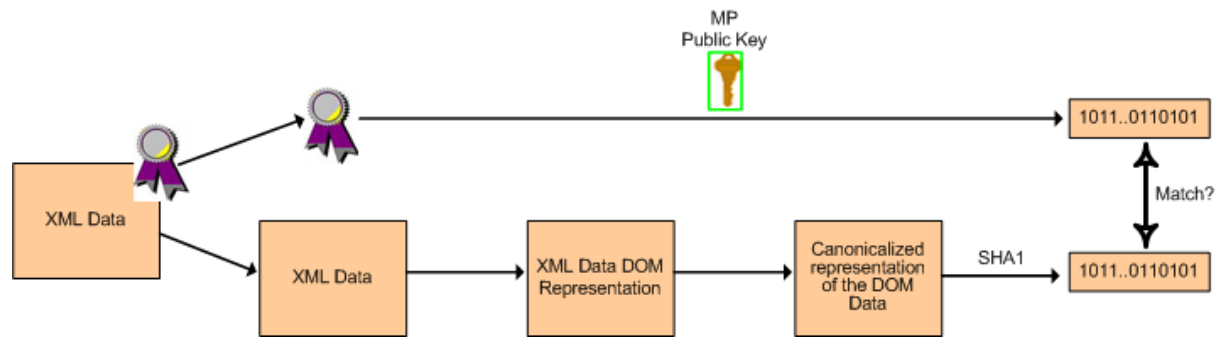 MP
Public Key
1011..0110101
XML Data
Match?
XML Data
XML Data DOM
Representation
Canonicalized
representation
of the DOM
Data
SHA1
1011..0110101